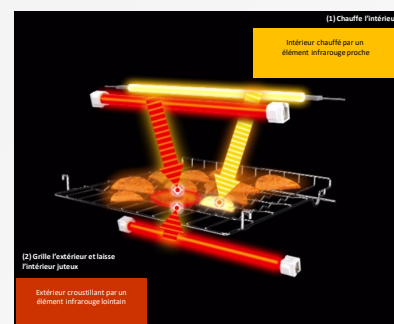 (1) Chauffe l'intérieur
Intérieur chauffé par un
élément infrarouge proche
(2) Grille l'extérieur et laisse
l'intérieur juteux
Extérieur croustillant par un
élément infrarouge lointain